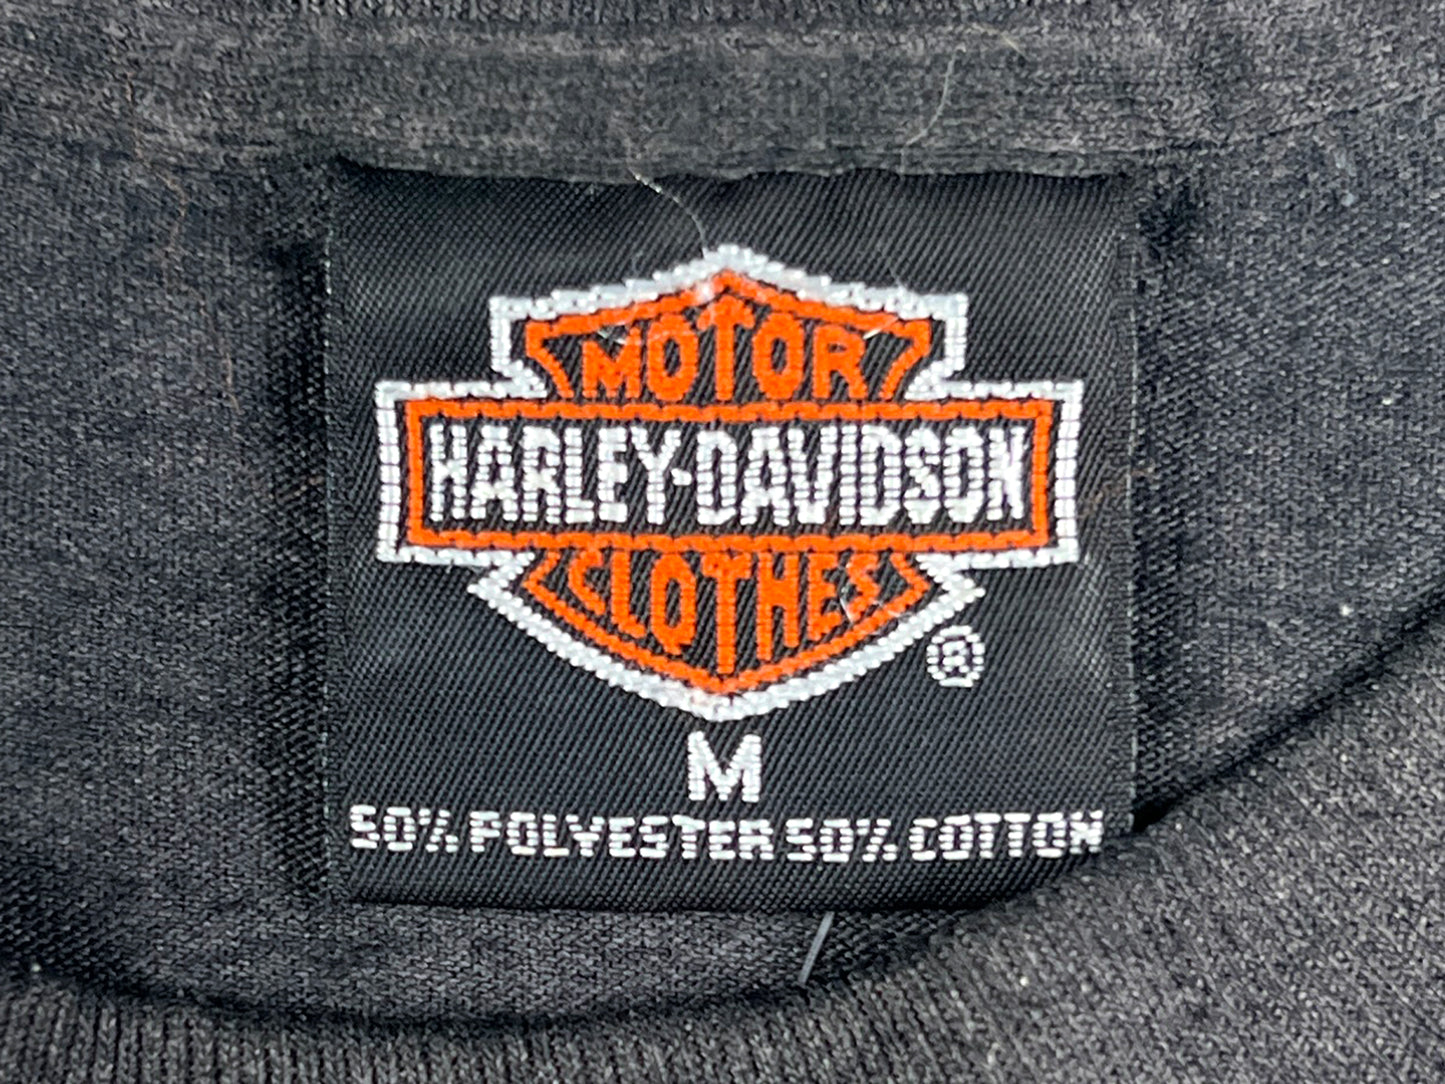 MOTOR
HARLEY-DAVIDSON
CLOTHES
®
M
50% POLYESTER 50% COTTON